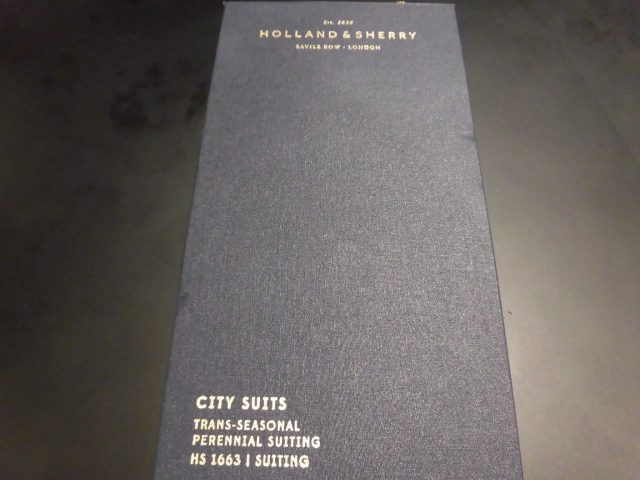 Est. 1836
HOLLAND & SHERRY
SAVILE ROW • LONDON
CITY SUITS
TRANS-SEASONAL
PERENNIAL SUITING
HS 1663 | SUITING